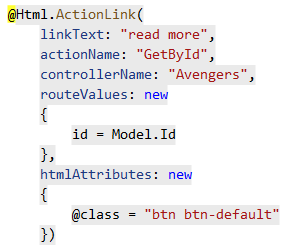 @Html.ActionLink(
linkText: "read more",
actionName: "GetById",
controllerName: "Avengers",
routeValues: new
{
id = Model.Id
},
htmlAttributes: new
{
@class = "btn btn-default"
})